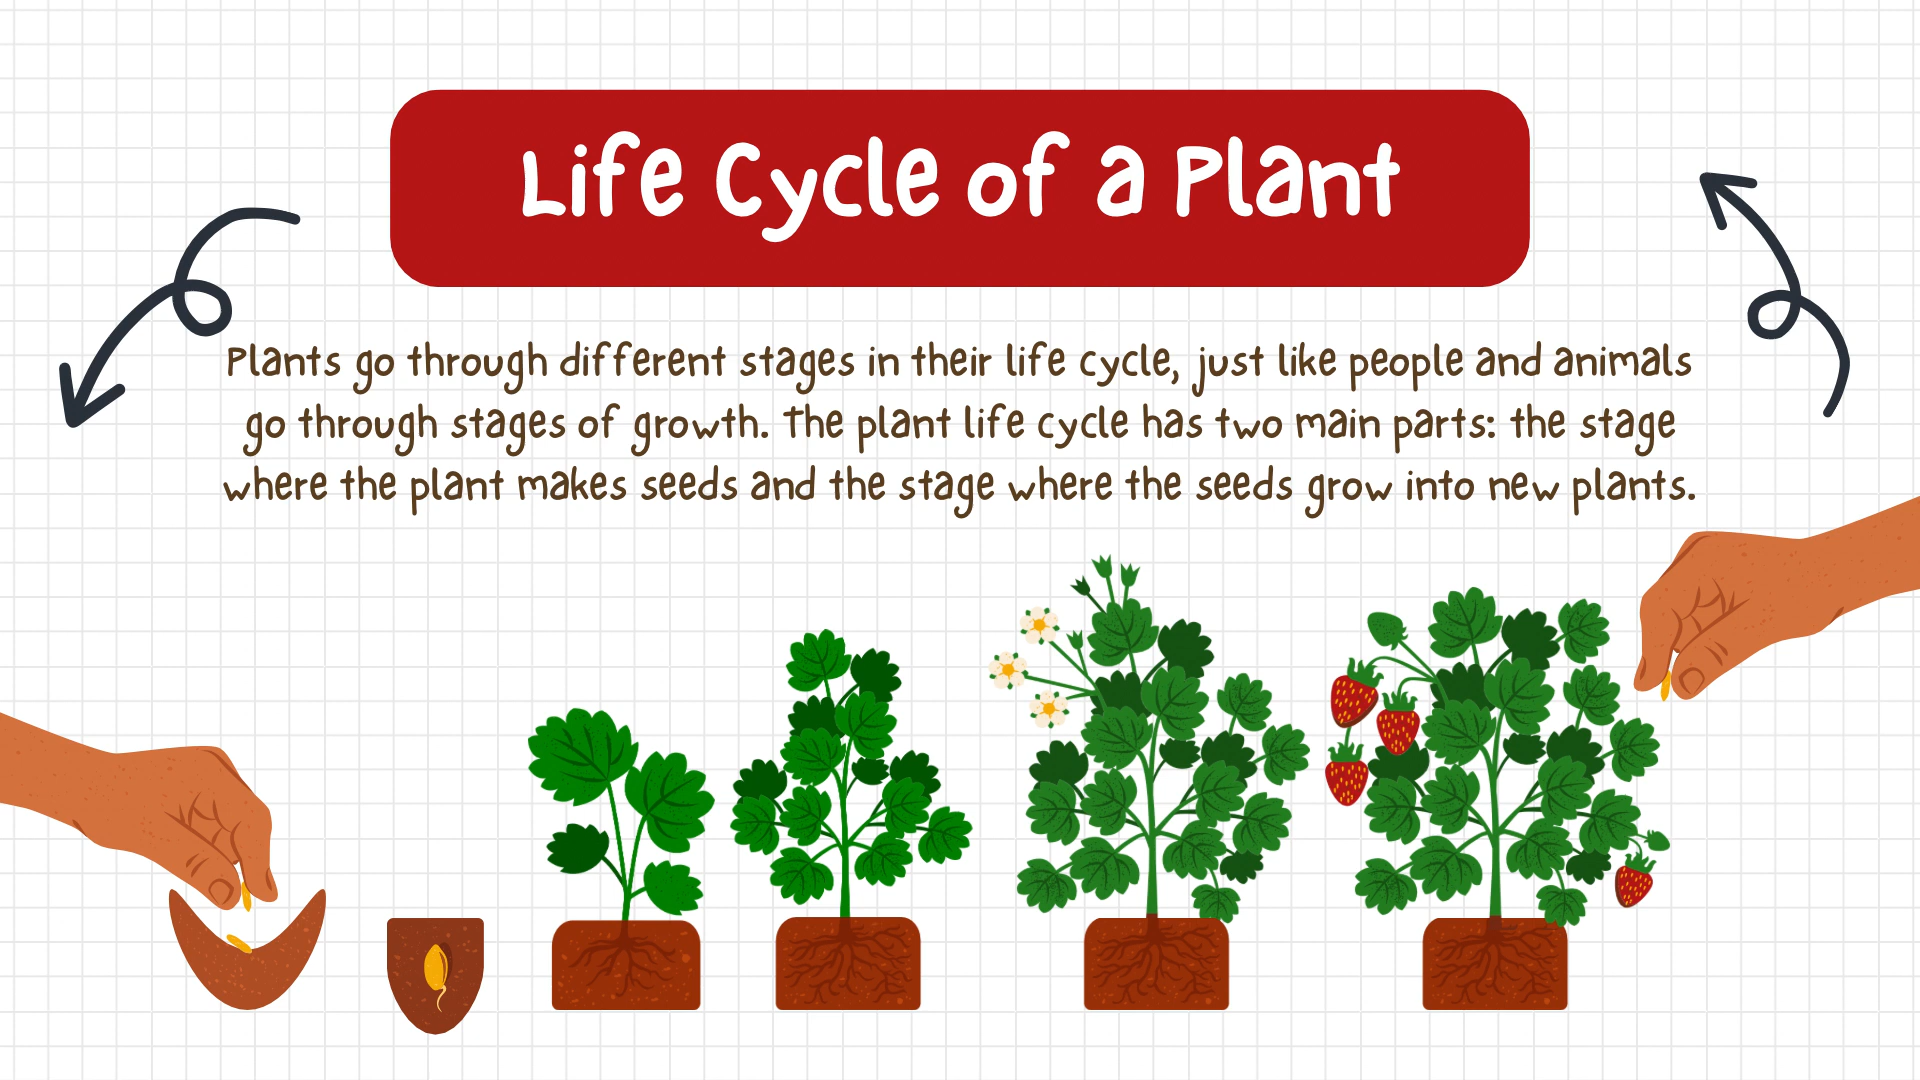 Life Cycle of a Plant
Plants go through different stages in their life cycle, just like people and animals
go through stages of growth. The plant life cycle has two main parts: the stage
where the plant makes seeds and the stage where the seeds grow into new plants.